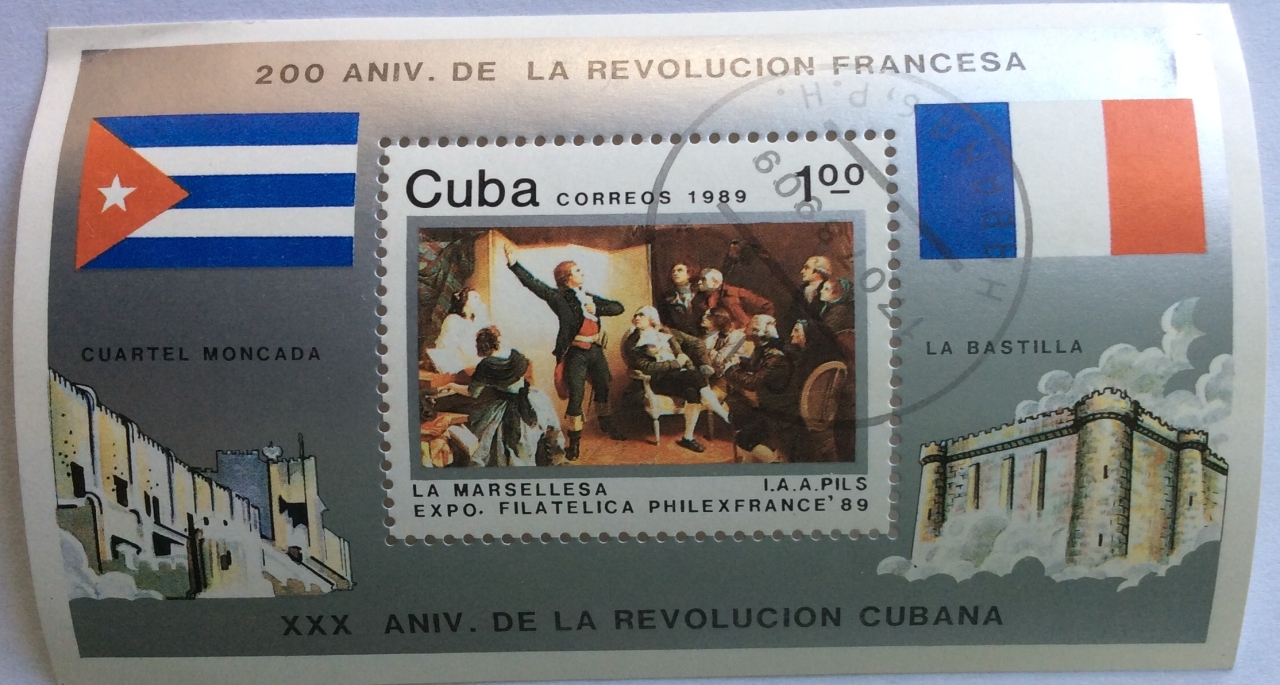 200 ANIV. DE LA REVOLUCION FRANCESA
Cuba CORREOS 1989 1.00
CUARTEL MONCADA
LA BASTILLA
LA MARSELLESA I.A.A.PILS
EXPO. FILATELICA PHILEXFRANCE'89
XXX ANIV. DE LA REVOLUCION CUBANA